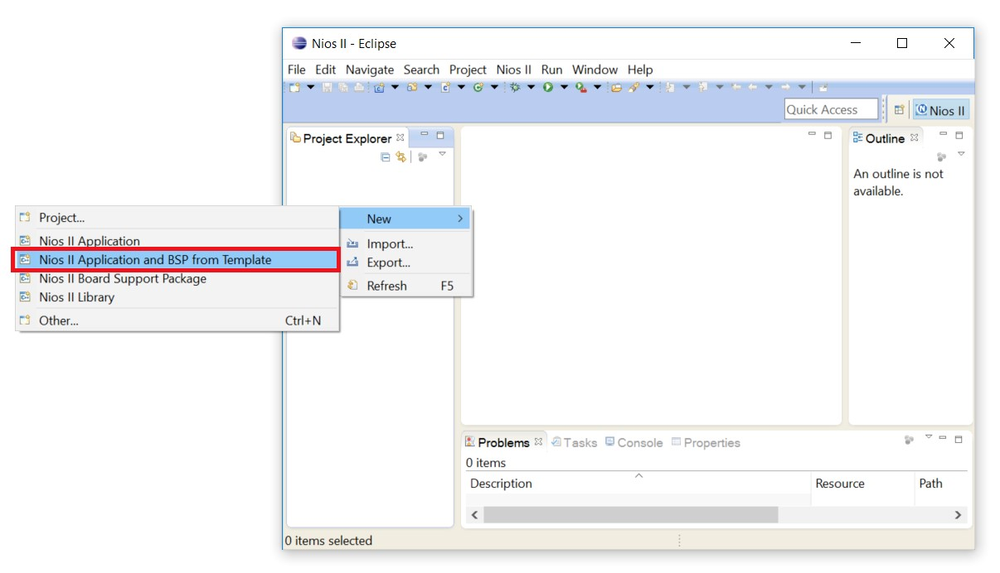 Nios II - Eclipse
File Edit Navigate Search Project Nios II Run Window Help
Quick Access
Nios II
Project Explorer
Outline
An outline is not
available.
Project...
Nios II Application
Nios II Application and BSP from Template
Nios II Board Support Package
Nios II Library
Other... Ctrl+N
New
Import...
Export...
Refresh F5
Problems Tasks Console Properties
0 items
Description Resource Path
0 items selected